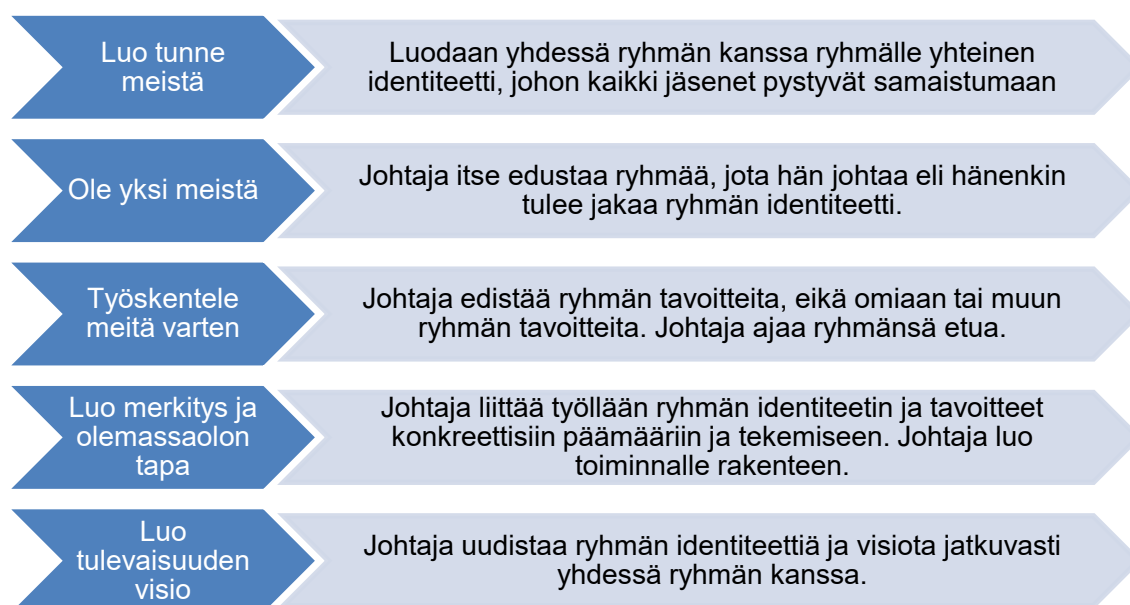 Luo tunne
meistä
Luodaan yhdessä ryhmän kanssa ryhmälle yhteinen
identiteetti, johon kaikki jäsenet pystyvät samaistumaan
Ole yksi meistä
Johtaja itse edustaa ryhmää, jota hän johtaa eli hänenkin
tulee jakaa ryhmän identiteetti.
Työskentele
meitä varten
Johtaja edistää ryhmän tavoitteita, eikä omiaan tai muun
ryhmän tavoitteita. Johtaja ajaa ryhmänsä etua.
Luo merkitys ja
olemassaolon
tapa
Johtaja liittää työllään ryhmän identiteetin ja tavoitteet
konkreettisiin päämääriin ja tekemiseen. Johtaja luo
toiminnalle rakenteen.
Luo
tulevaisuuden
visio
Johtaja uudistaa ryhmän identiteettiä ja visiota jatkuvasti
yhdessä ryhmän kanssa.